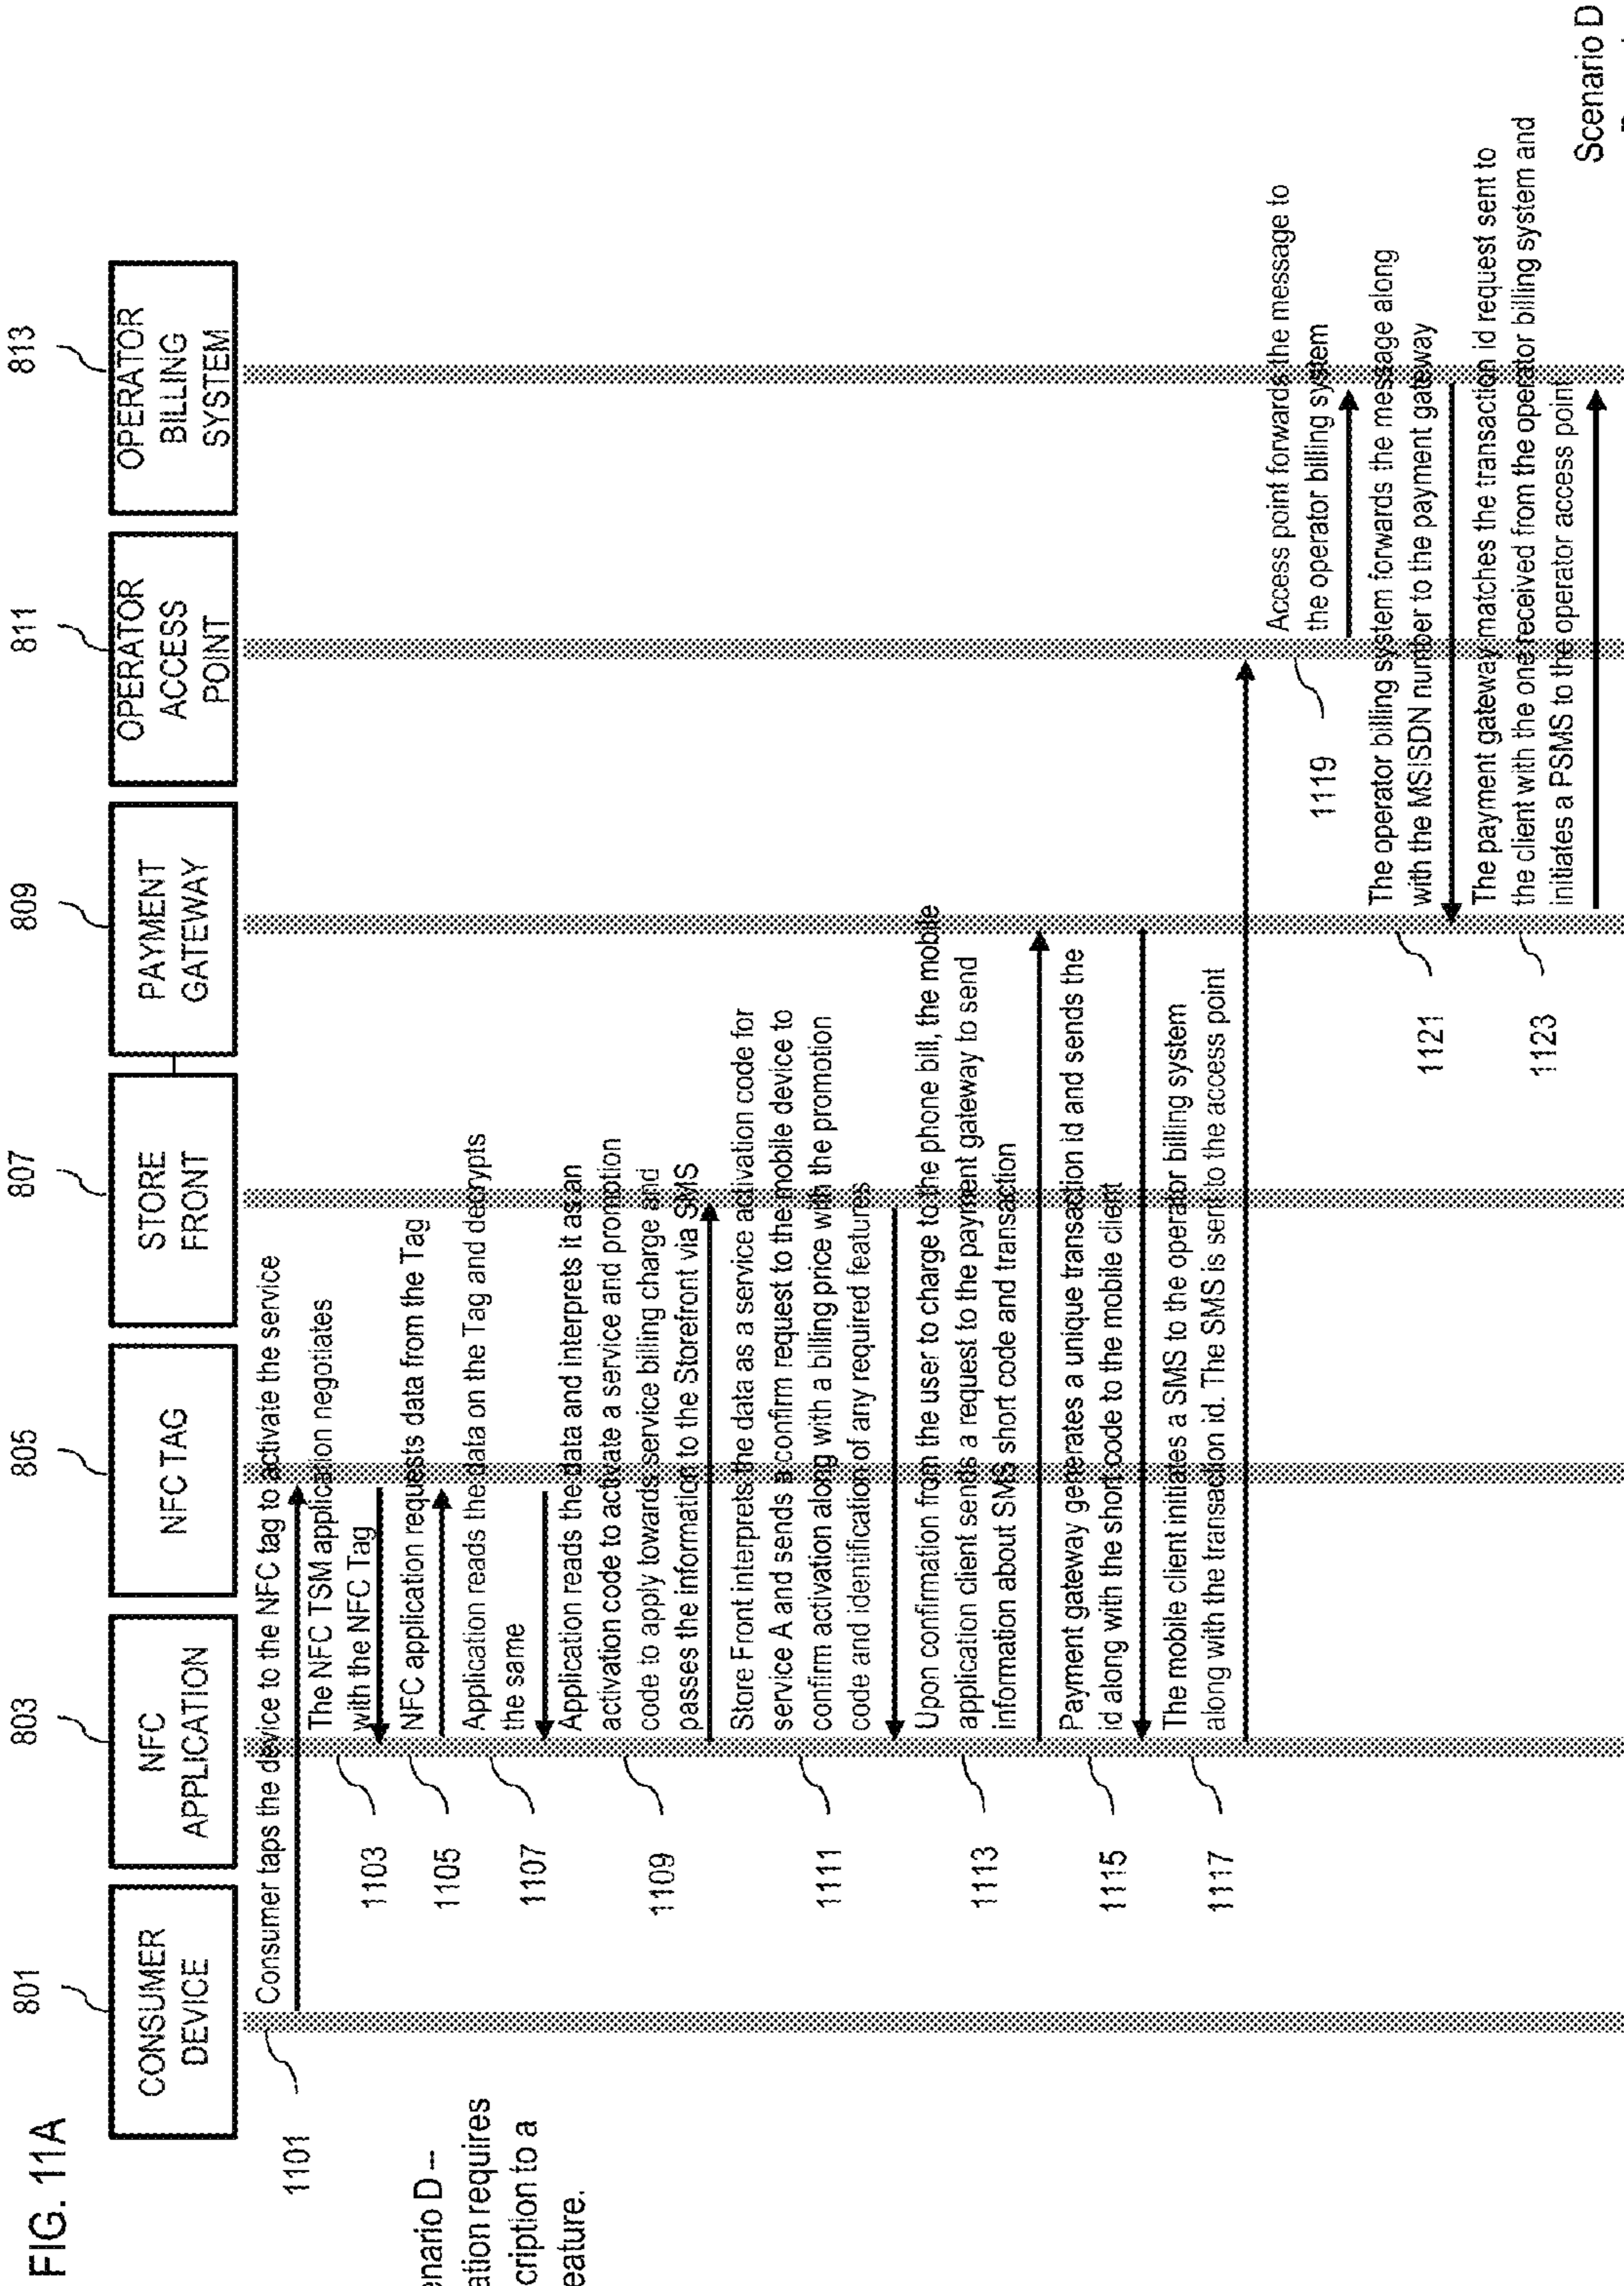 FIG. 11A
801
803
805
807
809
811
813
CONSUMER
DEVICE
NFC
APPLICATION
NFC TAG
STORE
FRONT
PAYMENT
GATEWAY
OPERATOR
ACCESS
POINT
OPERATOR
BILLING
SYSTEM
1101
Consumer taps the device to the NFC tag to activate the service
The NFC TSM application negotiates
with the NFC Tag
1103
NFC application requests data from the Tag
1105
Application reads the data on the Tag and decrypts
the same
1107
Application reads the data and interprets it as an
activation code to activate a service and promotion
code to apply towards service billing charge and
passes the information to the Storefront via SMS
1109
Store Front interprets the data as a service activation code for
service A and sends a confirm request to the mobile device to
confirm activation along with a billing price with the promotion
code and identification of any required features
1111
Upon confirmation from the user to charge to the phone bill, the mobile
application client sends a request to the payment gateway to send
information about SMS short code and transaction
1113
Payment gateway generates a unique transaction id and sends the
id along with the short code to the mobile client
1115
The mobile client initiates a SMS to the operator billing system
along with the transaction id. The SMS is sent to the access point
1117
Access point forwards the message to
the operator billing system
1119
The operator billing system forwards the message along
with the MSISDN number to the payment gateway
1121
The payment gateway matches the transaction id request sent to
the client with the one received from the operator billing system and
initiates a PSMS to the operator access point
1123
enario D –
ation requires
cription to a
eature.
Scenario D